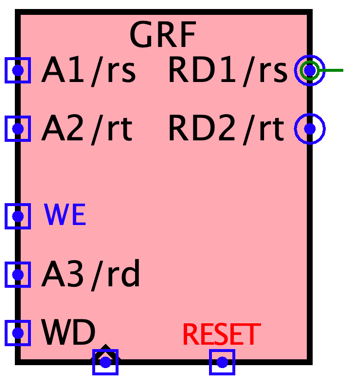 GRF
A1/rs RD1/rs
A2/rt RD2/rt
WE
A3/rd
WD RESET